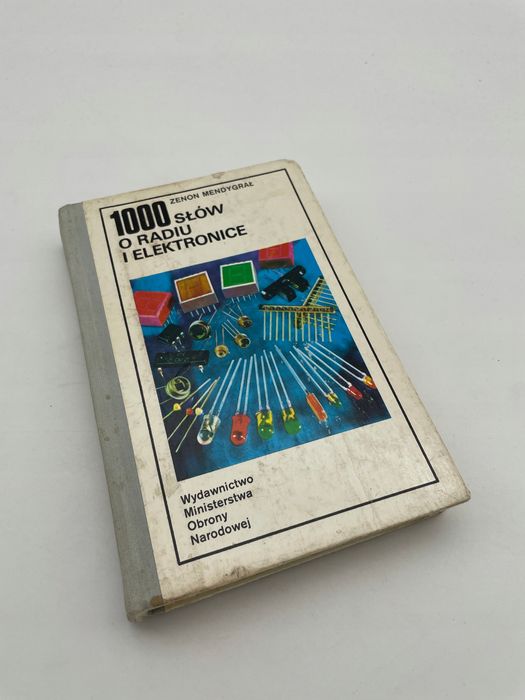 ZENON MENDYGRAŁ
1000 SŁÓW
O RADIU
I ELEKTRONICE
Wydawnictwo
Ministerstwa
Obrony
Narodowej